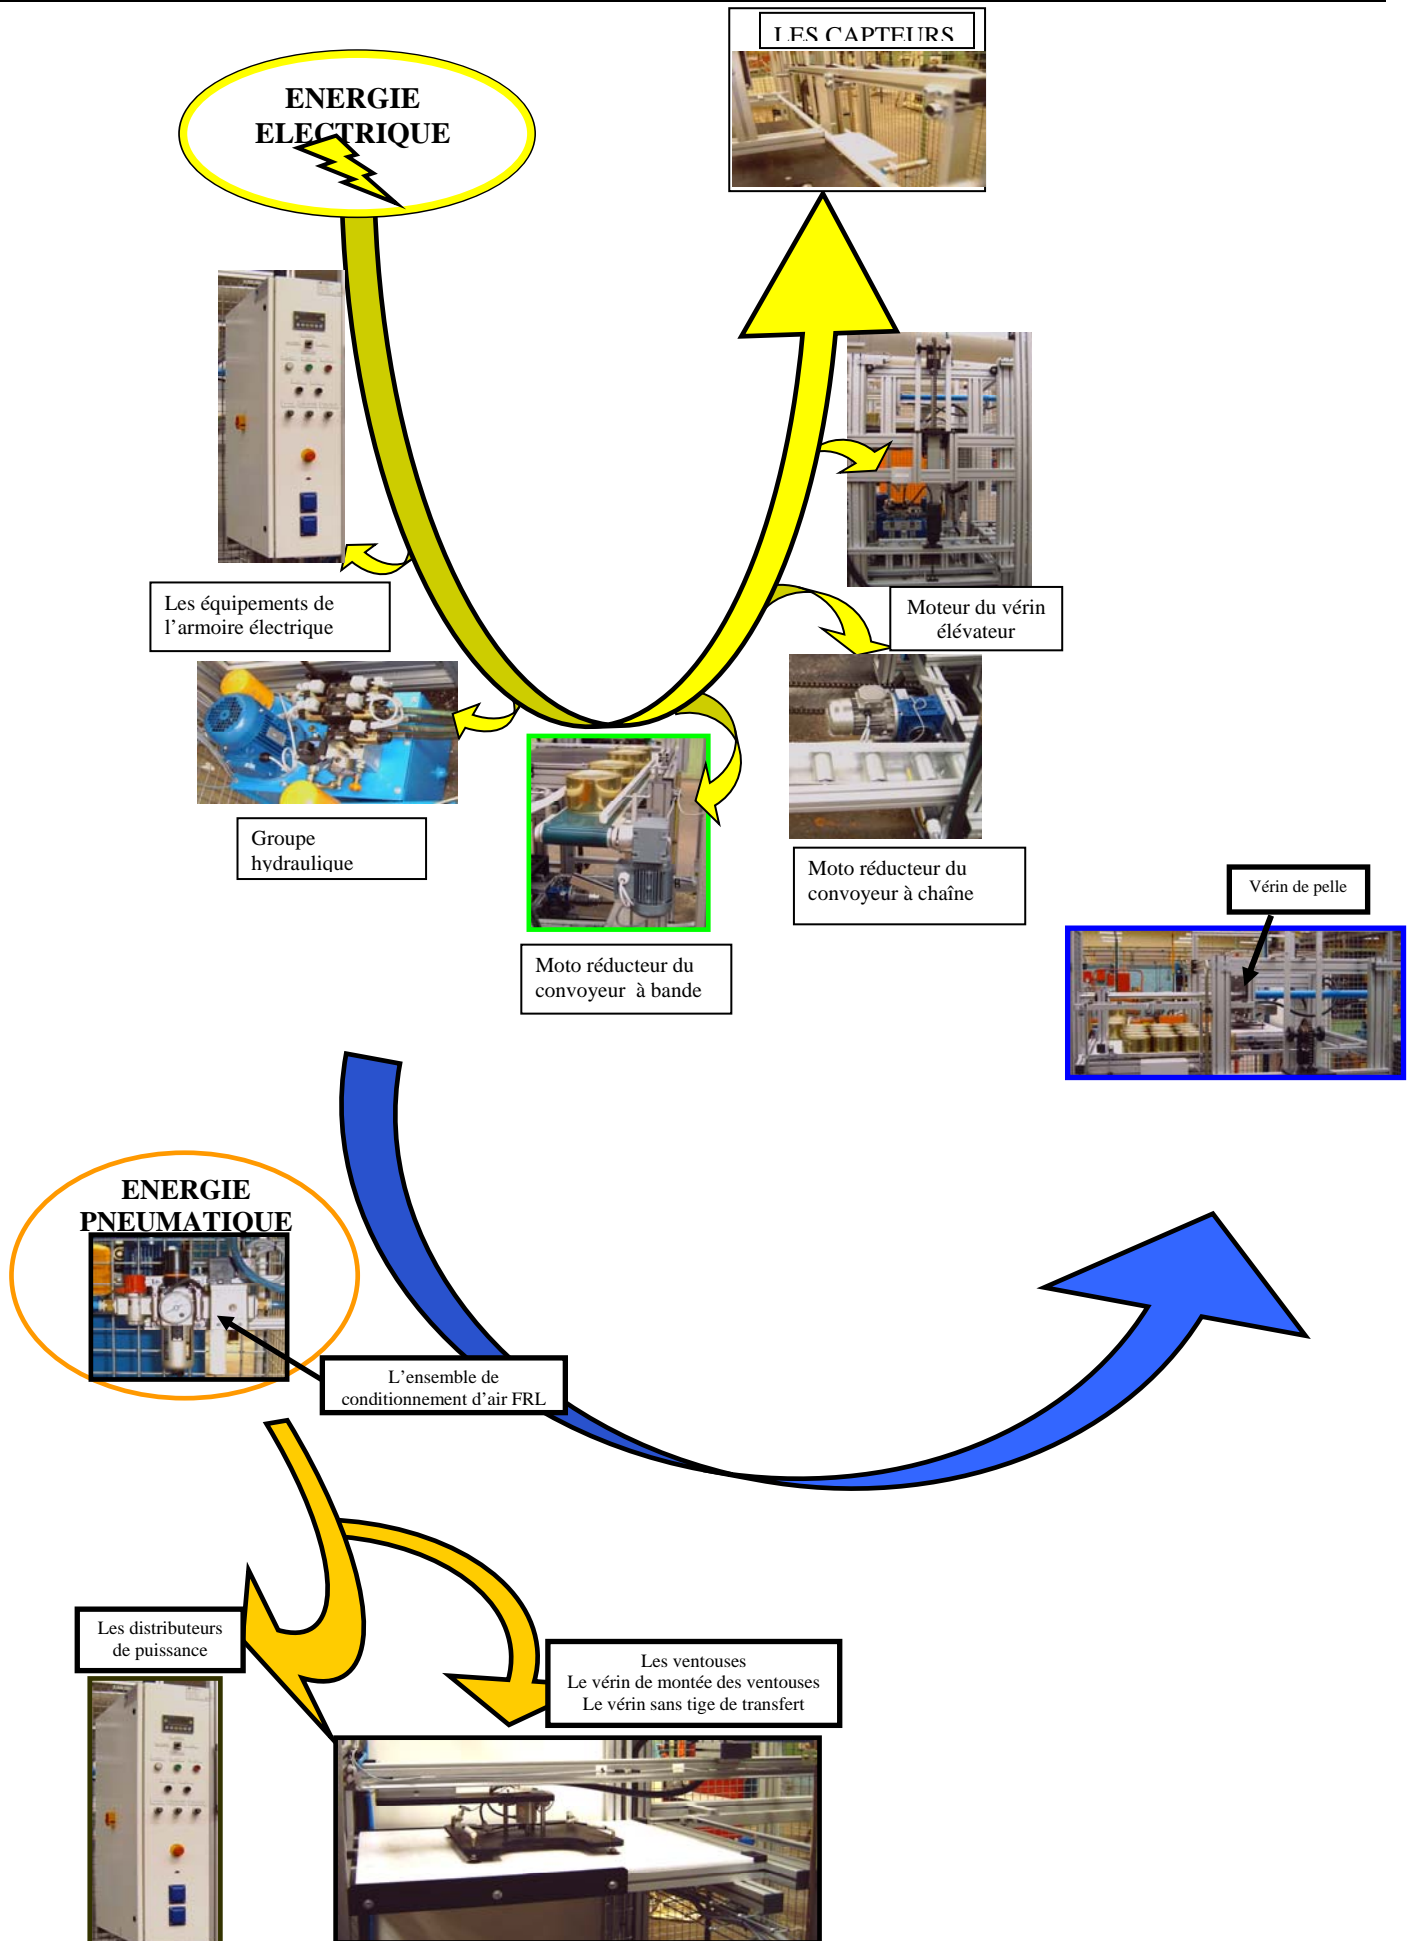 LES CAPTEURS
ENERGIE
ELECTRIQUE
Les équipements de
l'armoire électrique
Moteur du vérin
élévateur
Groupe
hydraulique
Moto réducteur du
convoyeur à chaîne
Vérin de pelle
Moto réducteur du
convoyeur à bande
ENERGIE
PNEUMATIQUE
L'ensemble de
conditionnement d'air FRL
Les distributeurs
de puissance
Les ventouses
Le vérin de montée des ventouses
Le vérin sans tige de transfert